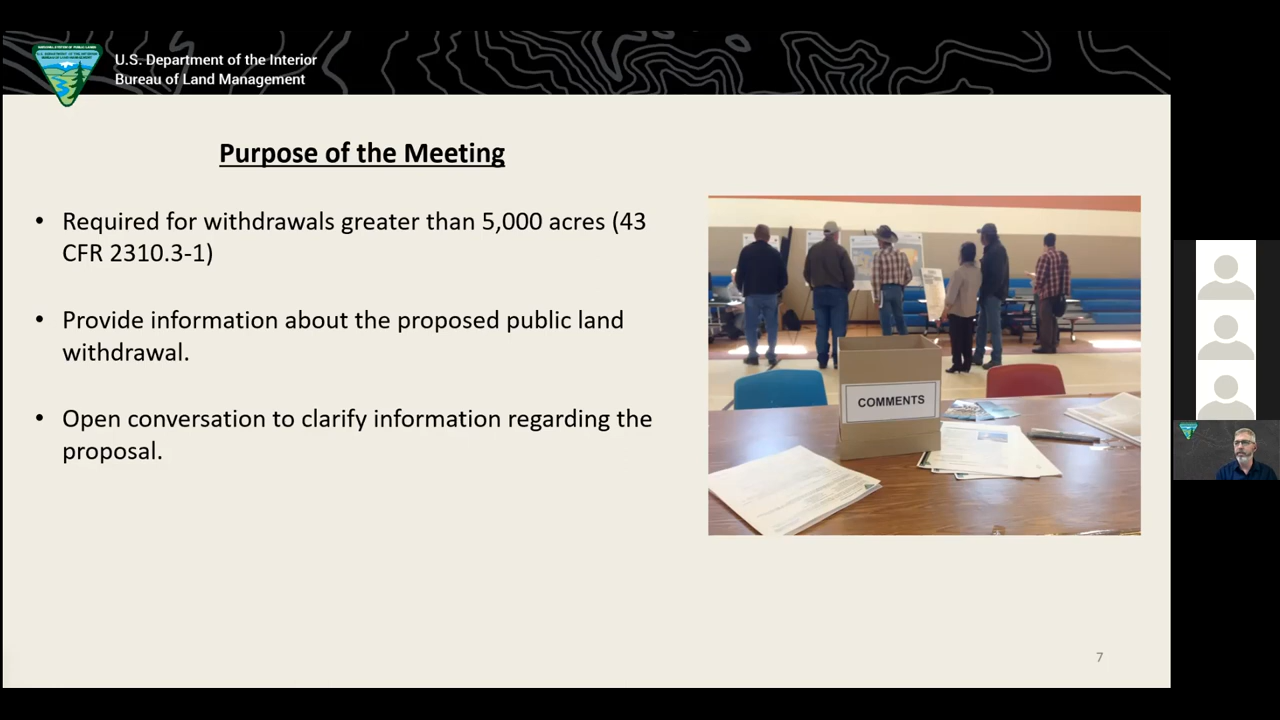 U.S. Department of the Interior
Bureau of Land Management
Purpose of the Meeting
• Required for withdrawals greater than 5,000 acres (43
CFR 2310.3-1)
• Provide information about the proposed public land
withdrawal.
• Open conversation to clarify information regarding the
proposal.
COMMENTS
7